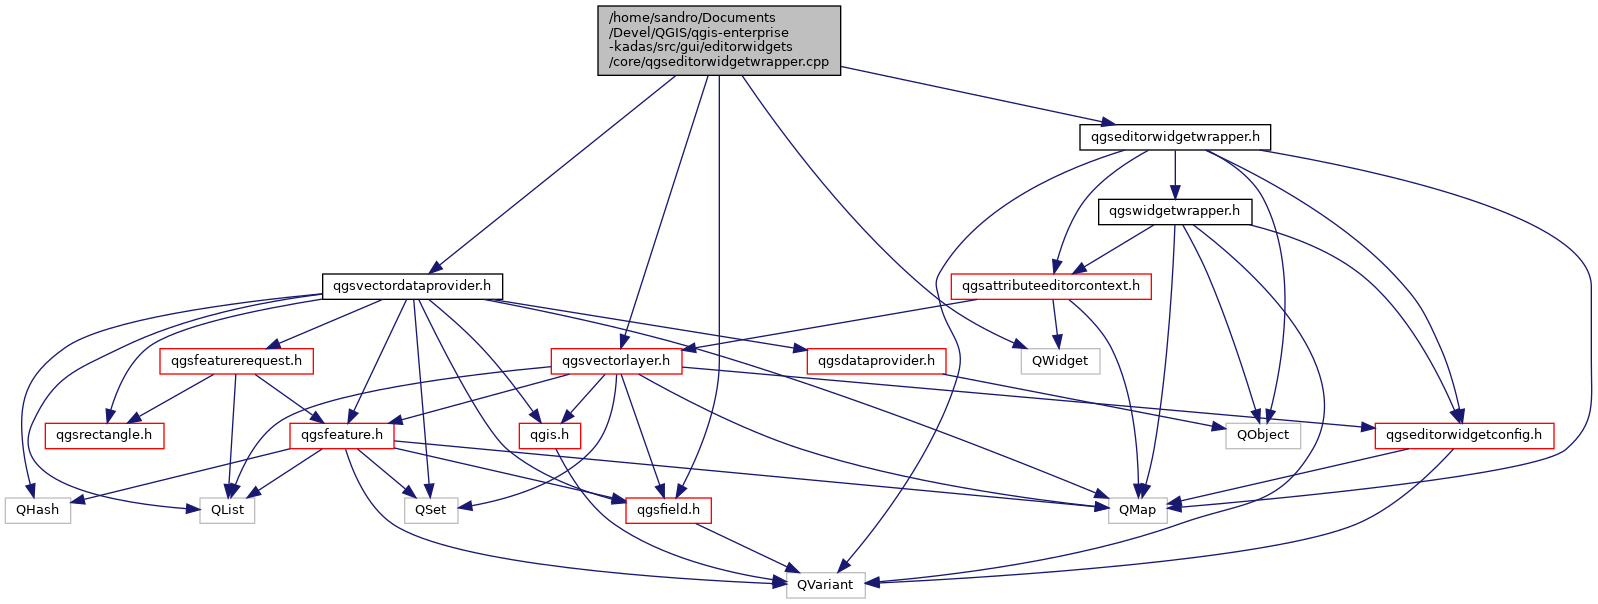 /home/sandro/Documents
/Devel/QGIS/qgis-enterprise
-kadas/src/gui/editorwidgets
/core/qgseditorwidgetwrapper.cpp
qgseditorwidgetwrapper.h
qgswidgetwrapper.h
qgsvectordataprovider.h
qgsattributeeditorcontext.h
qgsfeaturerequest.h
qgsvectorlayer.h
qgsdataprovider.h
QWidget
qgsrectangle.h
qgsfeature.h
qgis.h
QObject
qgseditorwidgetconfig.h
QHash
QList
QSet
qgsfield.h
QMap
QVariant